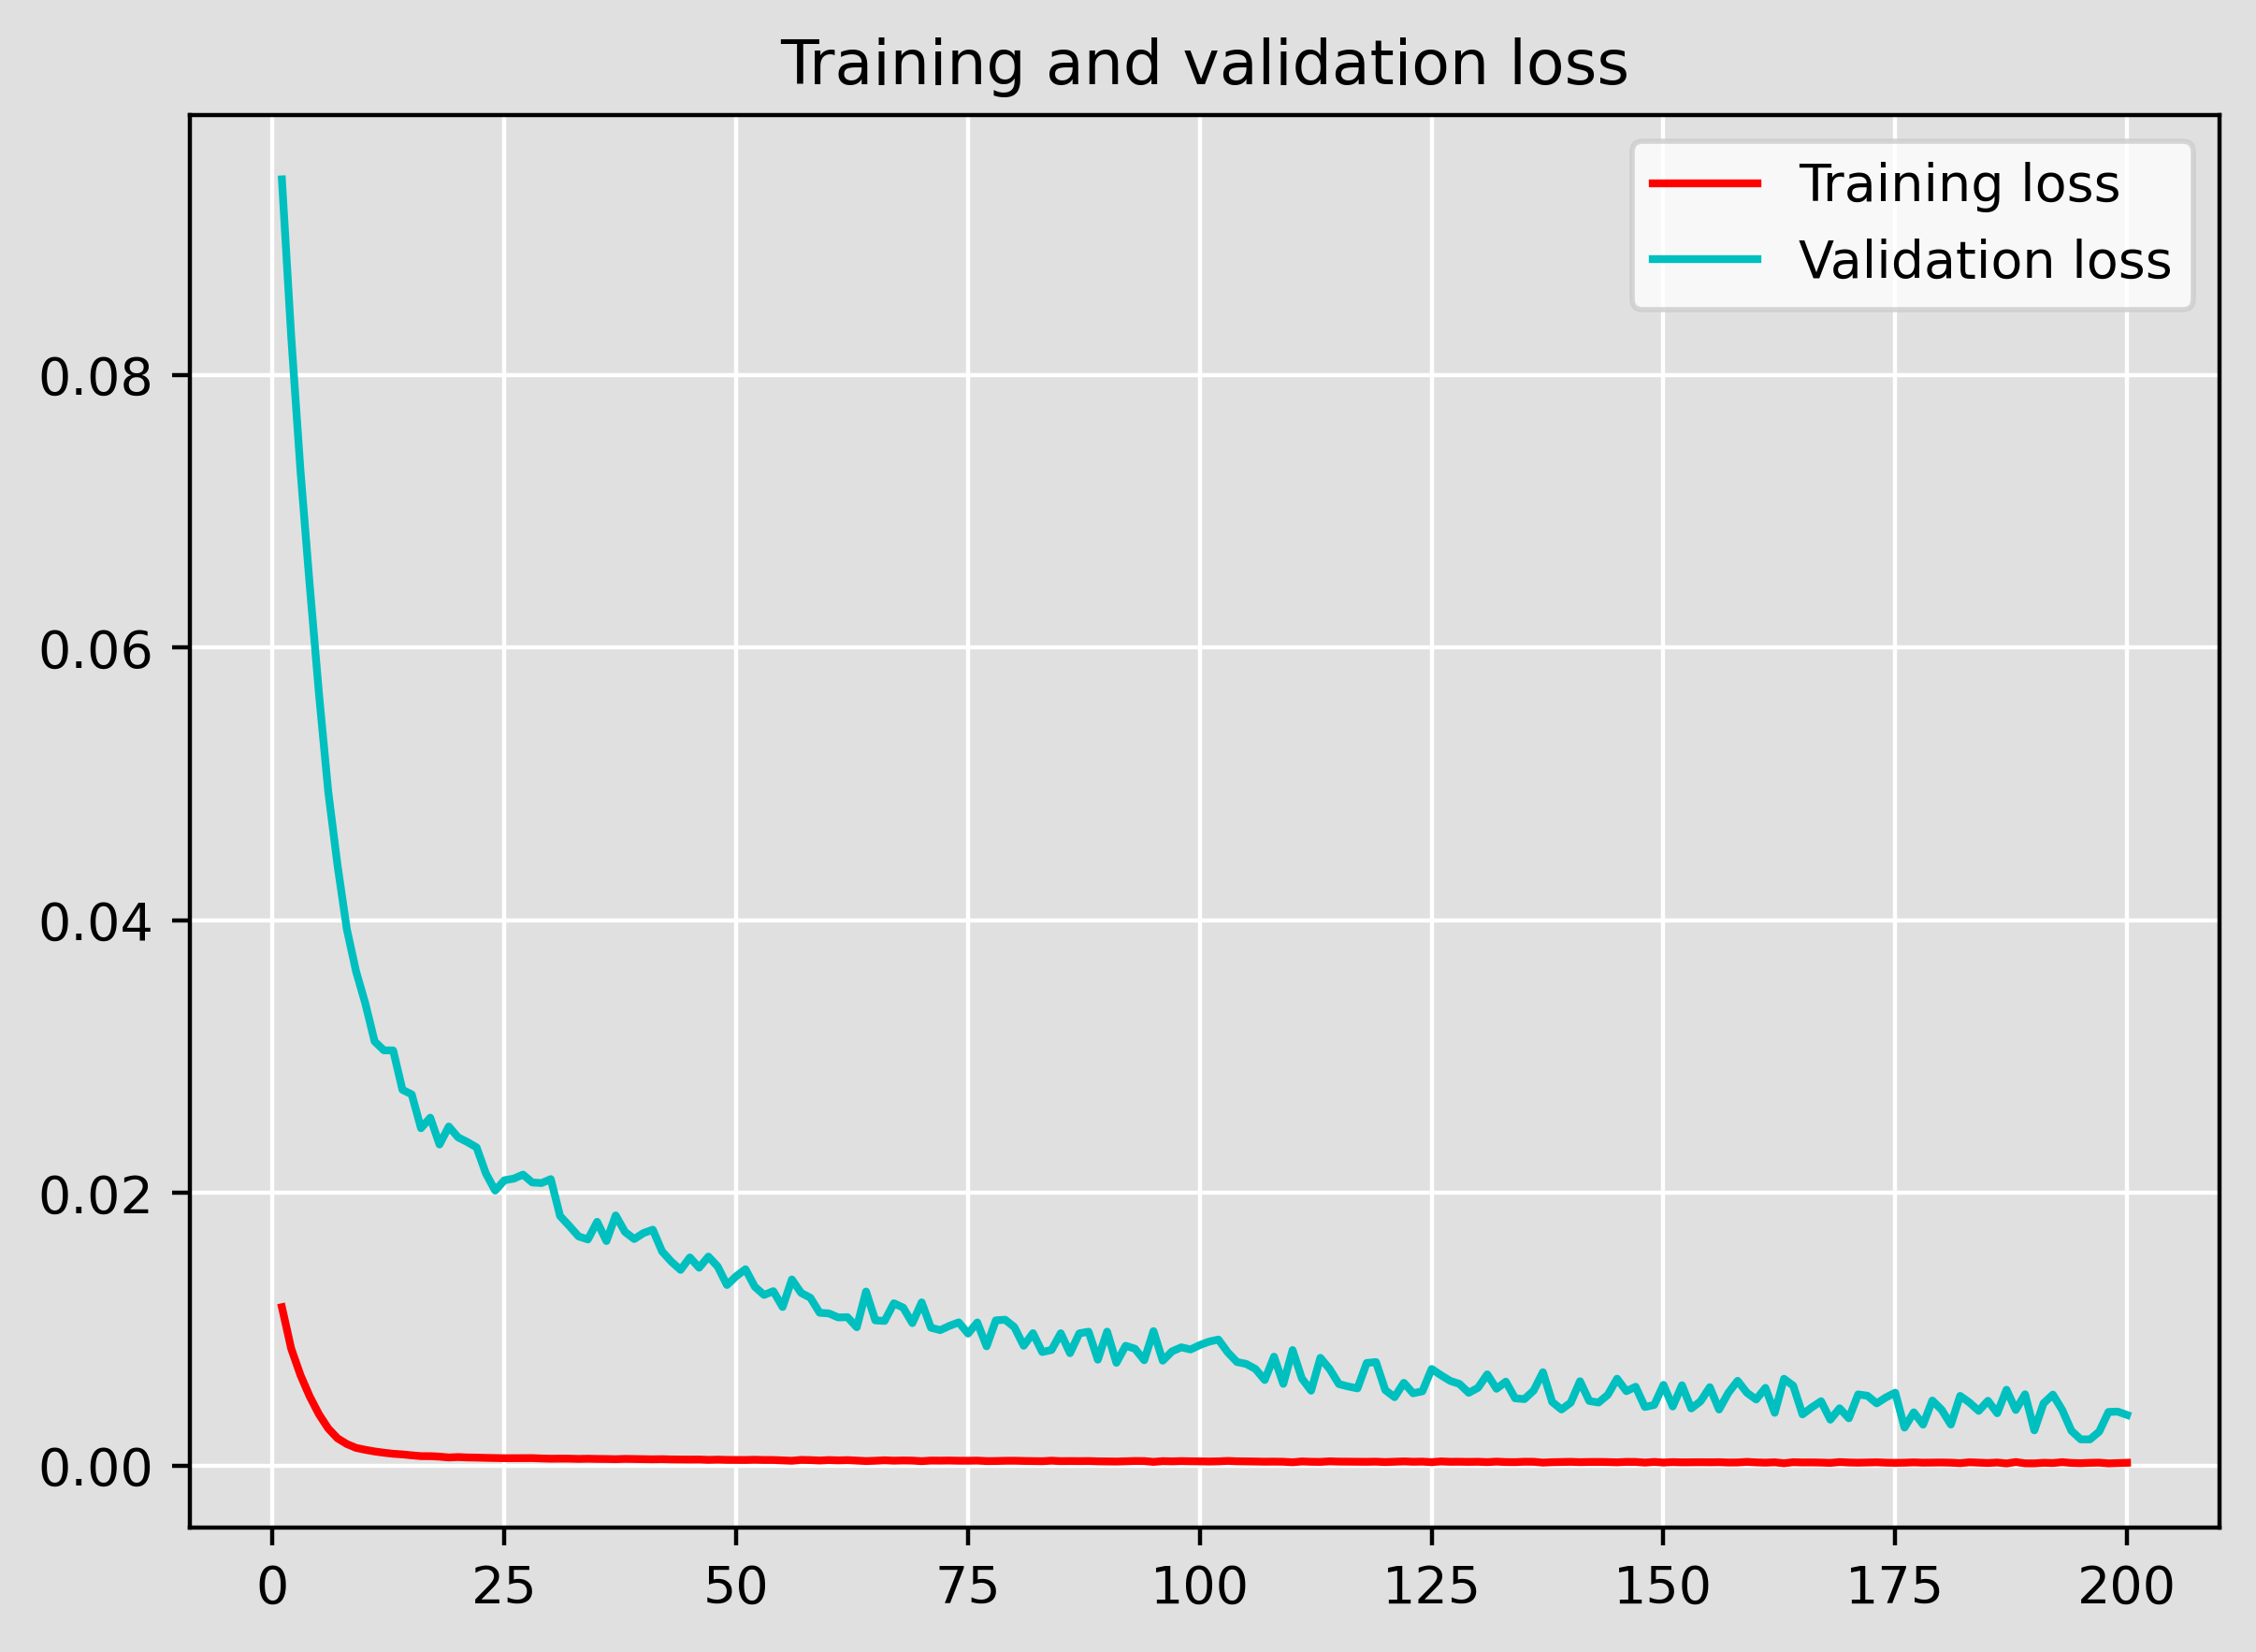 Training and validation loss
Training loss
Validation loss
0.08
0.06
0.04
0.02
0.00
0 25 50 75 100 125 150 175 200